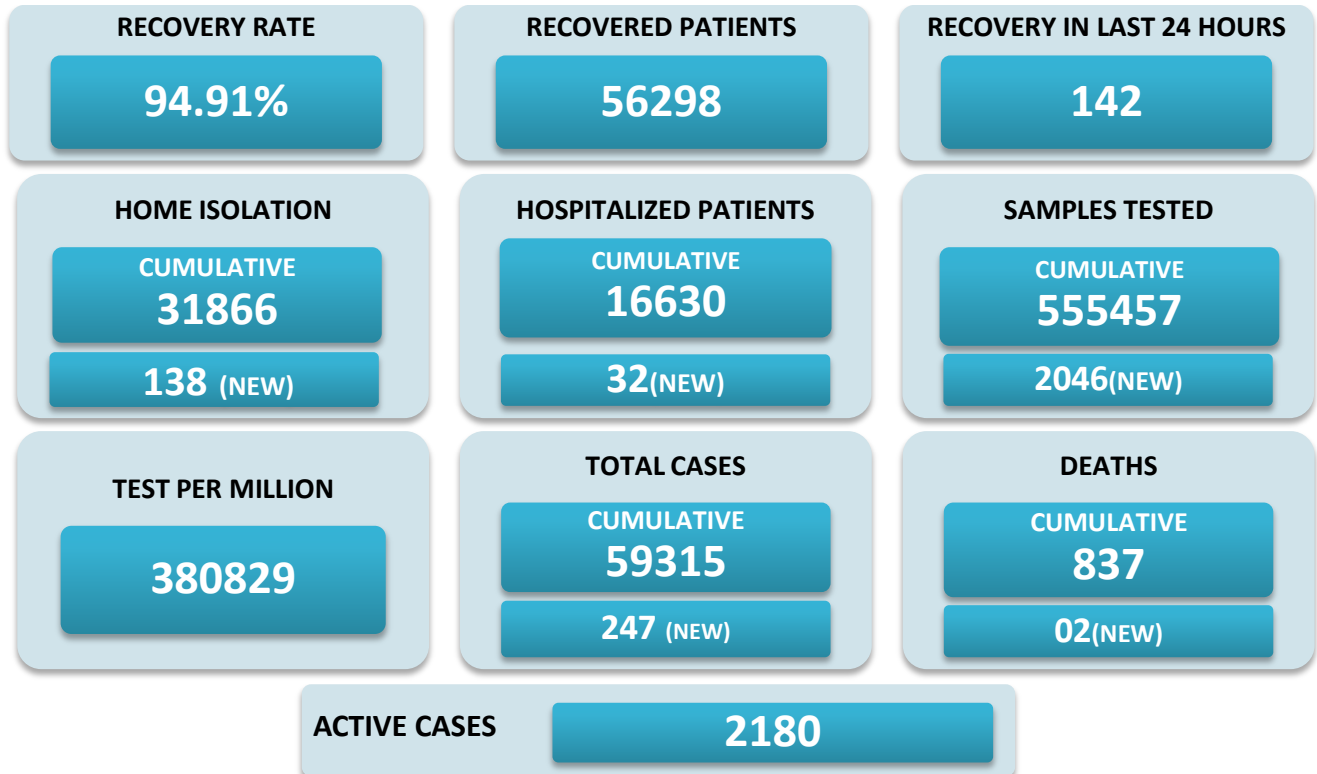 RECOVERY RATE
94.91%
RECOVERED PATIENTS
56298
RECOVERY IN LAST 24 HOURS
142
HOME ISOLATION
CUMULATIVE
31866
138 (NEW)
HOSPITALIZED PATIENTS
CUMULATIVE
16630
32(NEW)
SAMPLES TESTED
CUMULATIVE
555457
2046(NEW)
TEST PER MILLION
380829
TOTAL CASES
CUMULATIVE
59315
247 (NEW)
DEATHS
CUMULATIVE
837
02(NEW)
ACTIVE CASES
2180